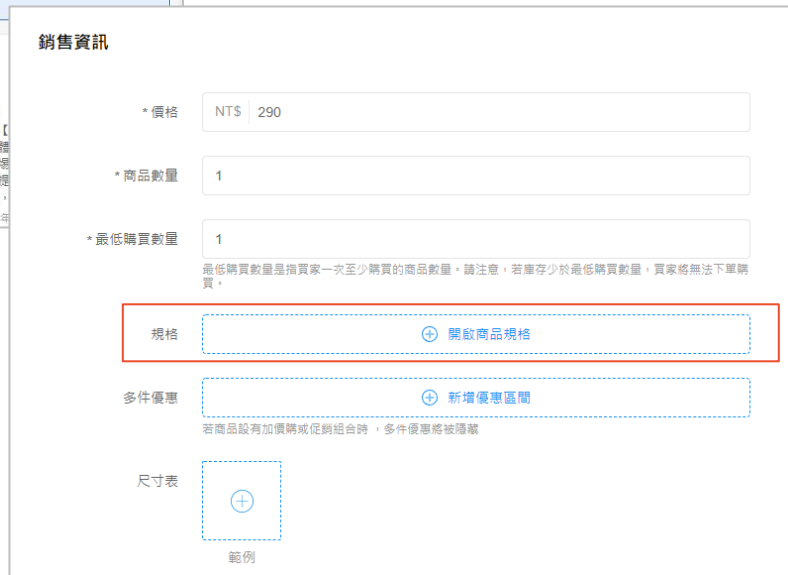 銷售資訊
* 價格
NT$ 290
* 商品數量
1
* 最低購買數量
1
最低購買數量是指買家一次至少購買的商品數量。請注意，若庫存少於最低購買數量，買家將無法下單購
買。
規格
開啟商品規格
多件優惠
新增優惠區間
若商品設有加價購或促銷組合時 ，多件優惠將被隱藏
尺寸表
範例